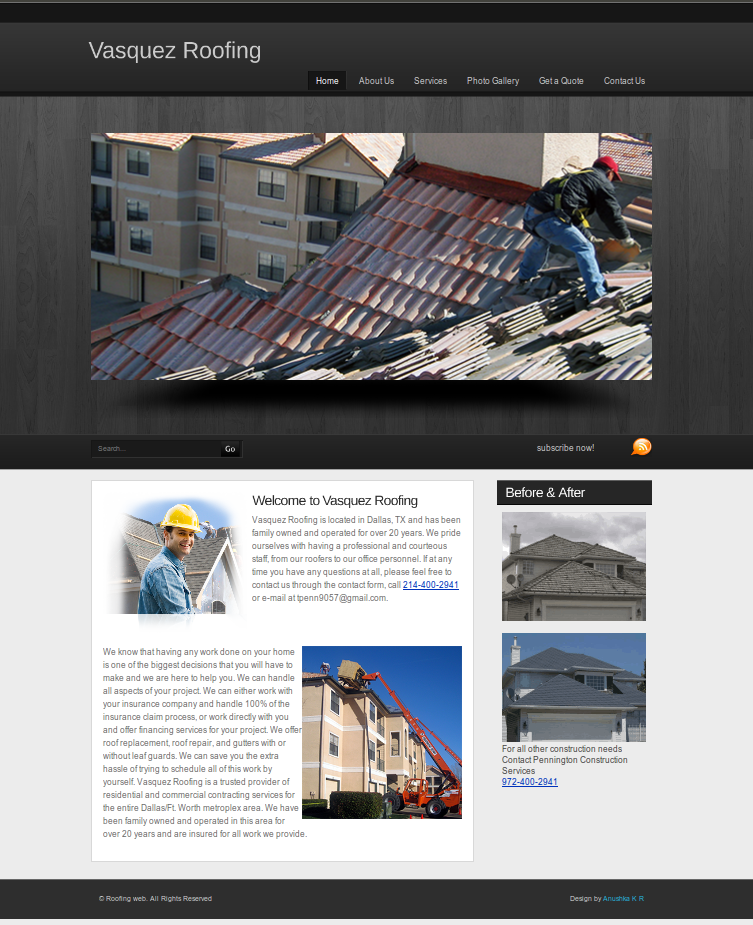 Vasquez Roofing
Home About Us Services Photo Gallery Get a Quote Contact Us
Search... Go subscribe now!
Welcome to Vasquez Roofing
Vasquez Roofing is located in Dallas, TX and has been
family owned and operated for over 20 years. We pride
ourselves with having a professional and courteous
staff, from our roofers to our office personnel. If at any
time you have any questions at all, please feel free to
contact us through the contact form, call 214-400-2941
or e-mail at tpenn9057@gmail.com.
We know that having any work done on your home
is one of the biggest decisions that you will have to
make and we are here to help you. We can handle
all aspects of your project. We can either work with
your insurance company and handle 100% of the
insurance claim process, or work directly with you
and offer financing services for your project. We offer
roof replacement, roof repair, and gutters with or
without leaf guards. We can save you the extra
hassle of trying to schedule all of this work by
yourself. Vasquez Roofing is a trusted provider of
residential and commercial contracting services for
the entire Dallas/Ft. Worth metroplex area. We have
been family owned and operated in this area for
over 20 years and are insured for all work we provide.
Before & After
For all other construction needs
Contact Pennington Construction
Services
972-400-2941
© Roofing web. All Rights Reserved Design by Anushka K R